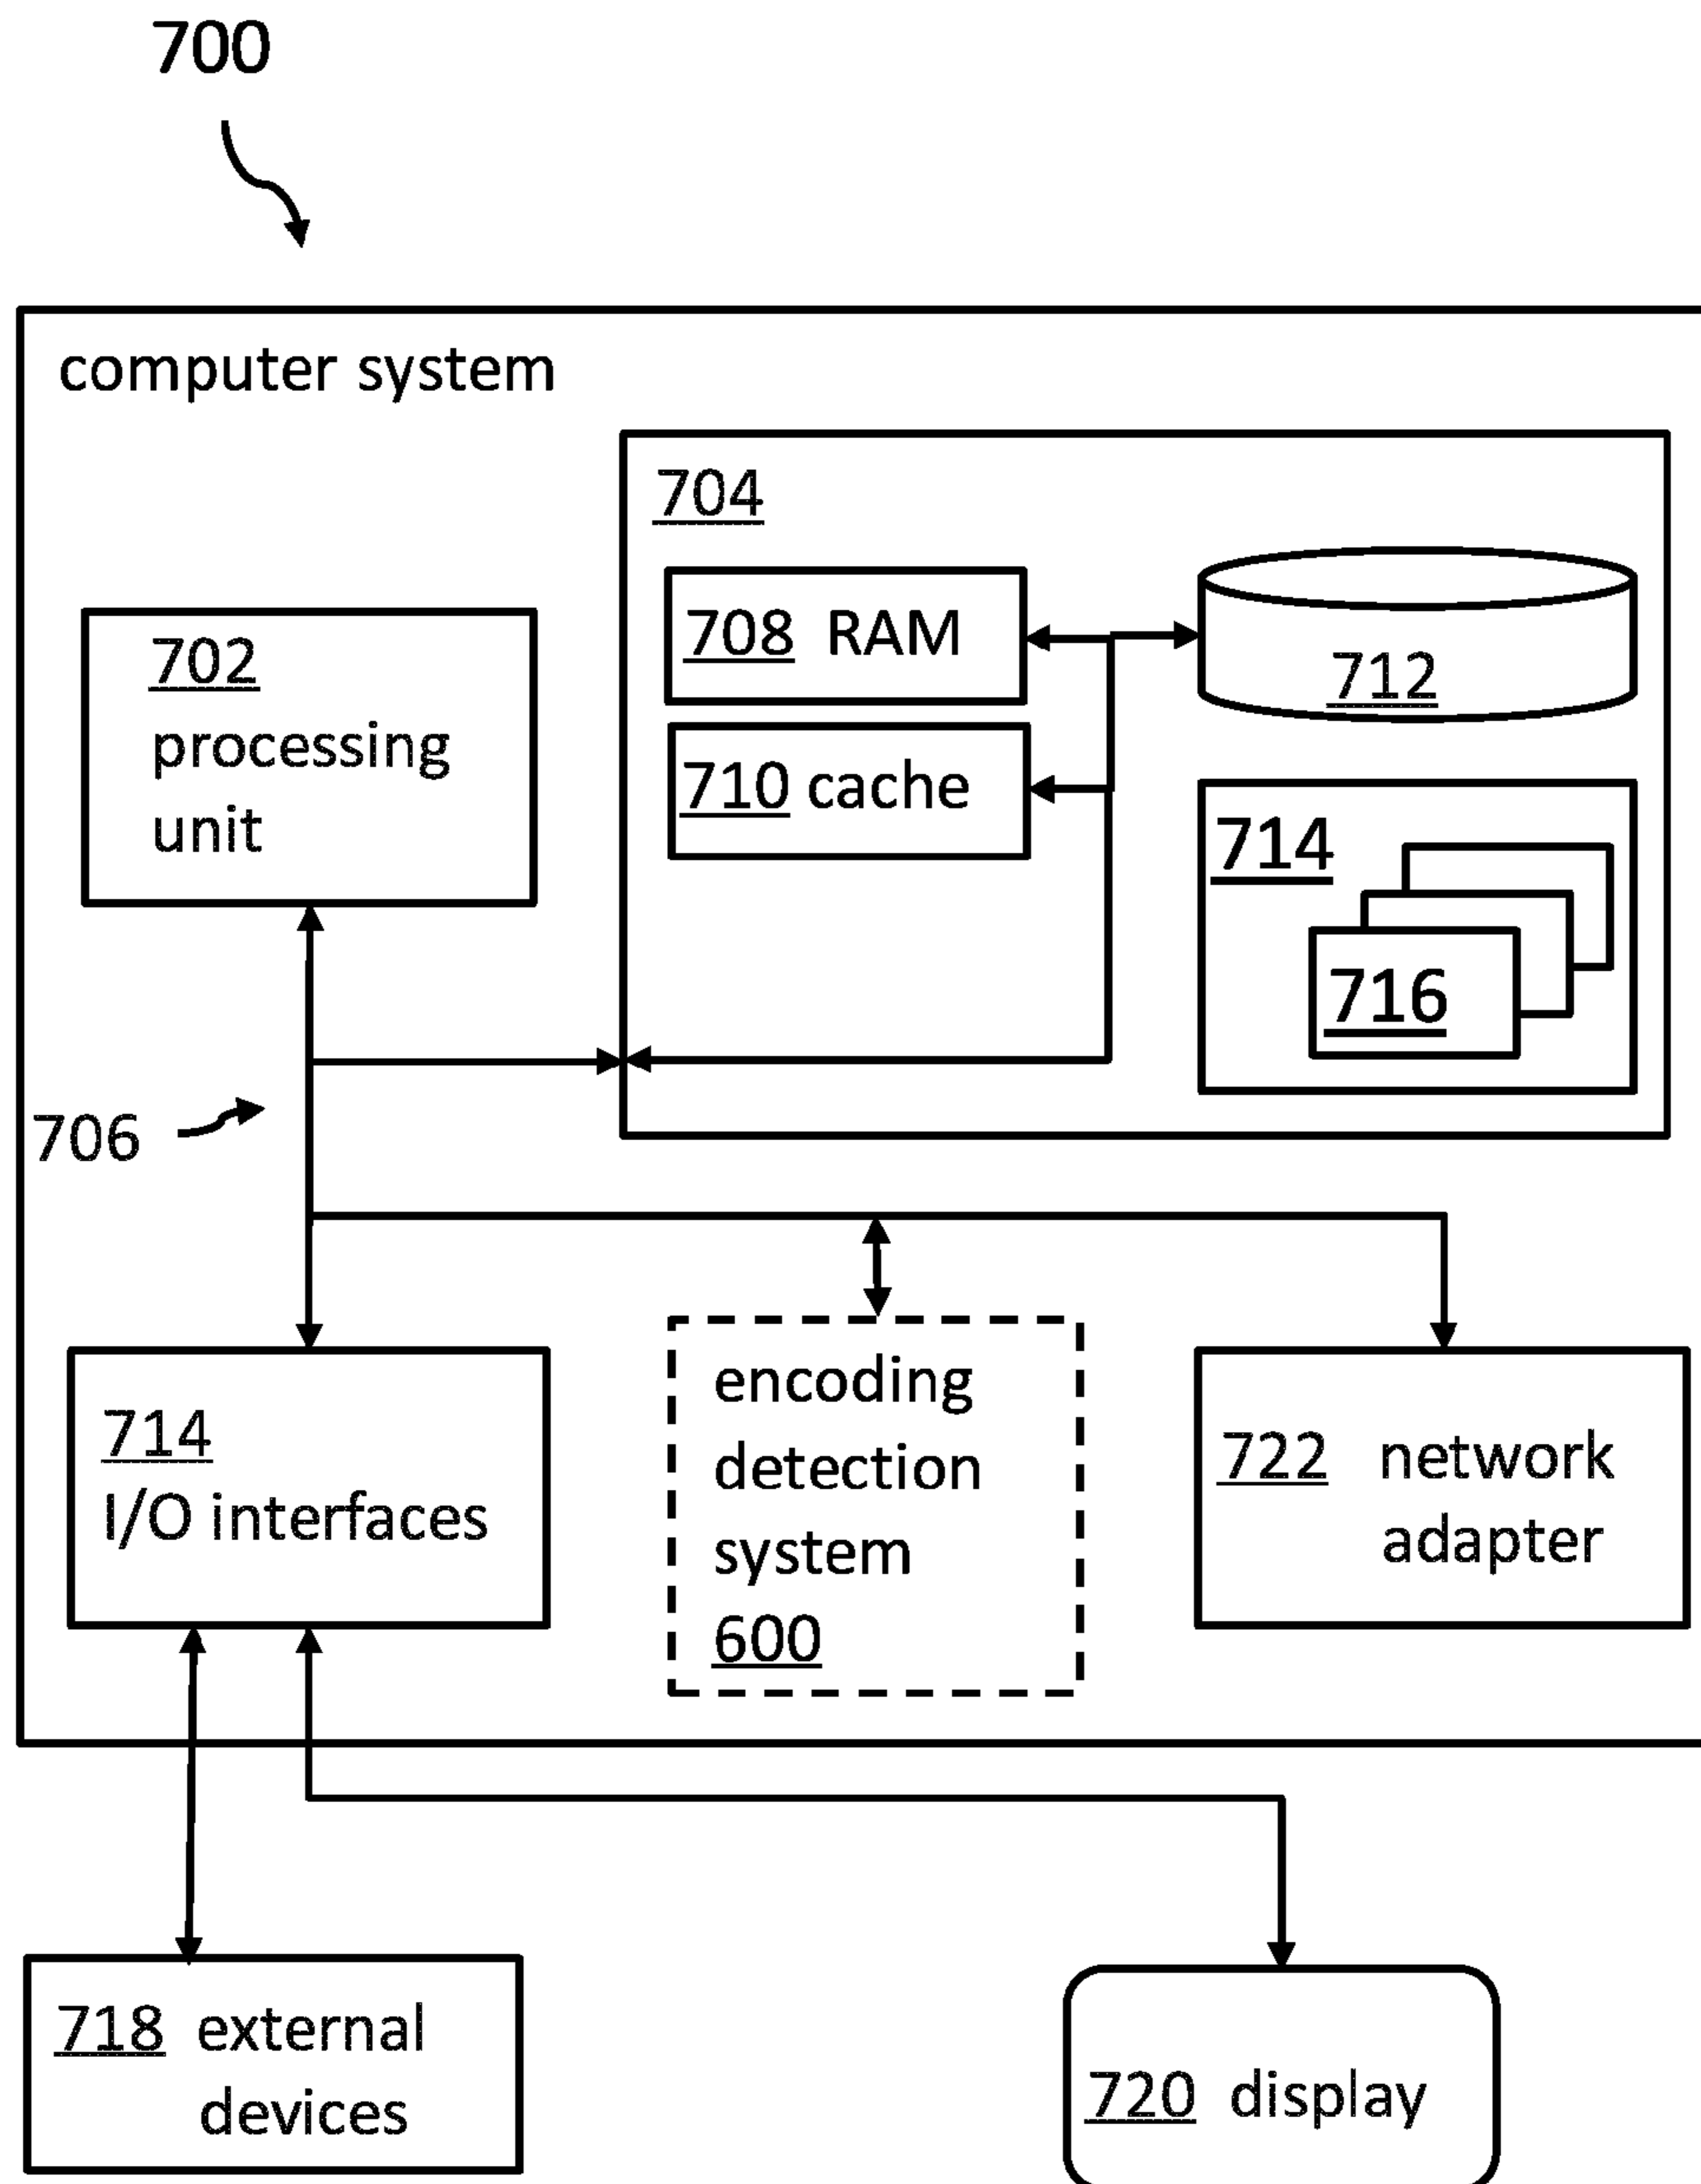 700
computer system
704
708 RAM
712
702
processing
unit
710 cache
714
716
706
714
I/O interfaces
encoding
detection
system
600
722 network
adapter
718 external
devices
720 display